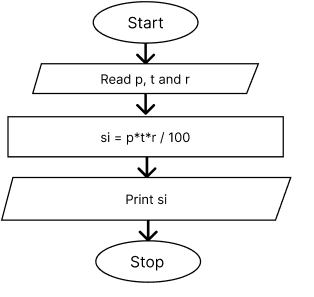 Start
Read p, t and r
si = p*t*r / 100
Print si
Stop